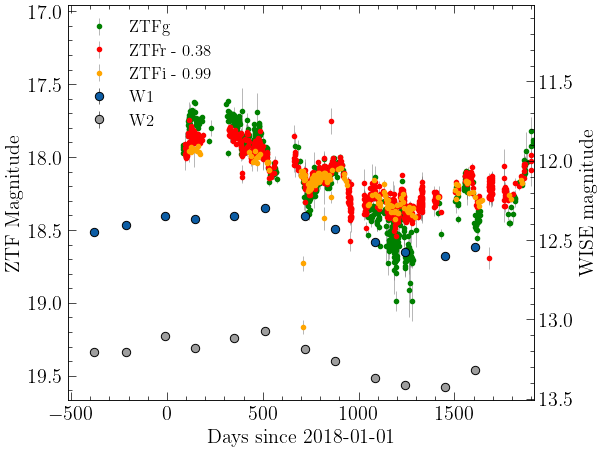 ZTFg
ZTFr - 0.38
ZTFi - 0.99
W1
W2
17.0
17.5
18.0
18.5
19.0
19.5
ZTF Magnitude
11.5
12.0
12.5
13.0
13.5
WISE magnitude
-500
0
500
1000
1500
Days since 2018-01-01